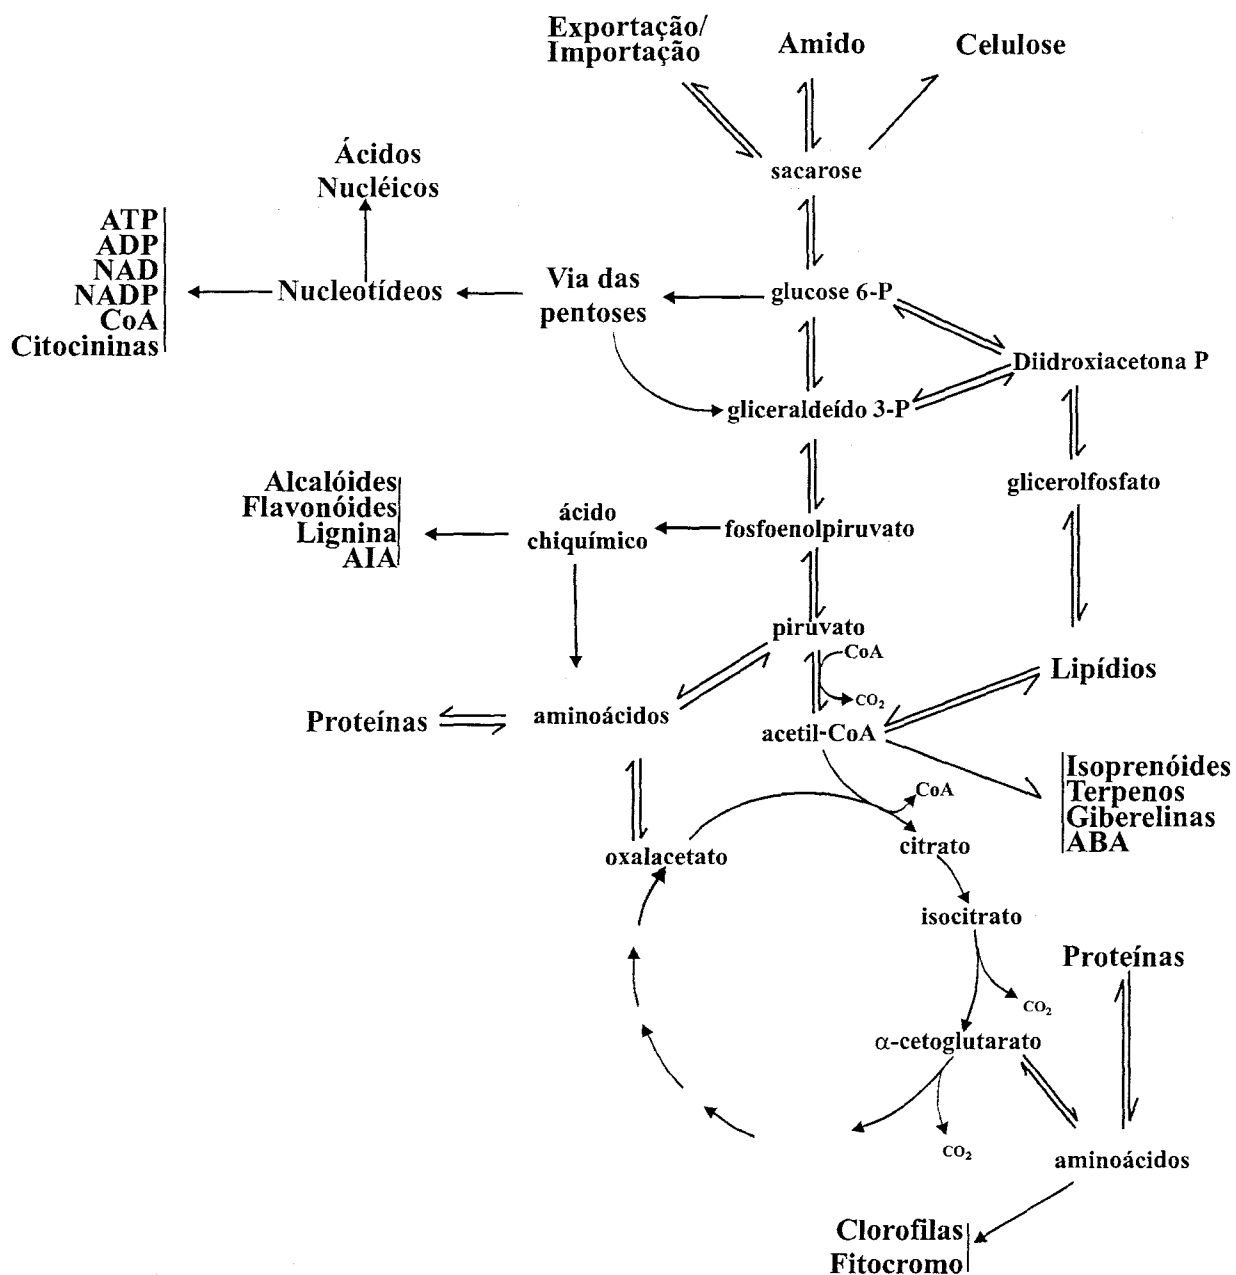 Exportação/
Importação
Amido
Celulose
sacarose
Ácidos
Nucléicos
ATP
ADP
NAD
NADP
CoA
Citocininas
Nucleotídeos
Via das
pentoses
glucose 6-P
Diidroxiacetona P
gliceraldeído 3-P
glicerolfosfato
Alcalóides
Flavonóides
Lignina
AIA
ácido
chiquímico
fosfoenolpiruvato
piruvato
CoA
CO₂
Lipídios
Proteínas
aminoácidos
acetil-CoA
Isoprenóides
Terpenos
Giberelinas
ABA
CoA
oxalacetato
citrato
isocitrato
Proteínas
CO₂
α-cetoglutarato
CO₂
aminoácidos
Clorofilas
Fitocromo